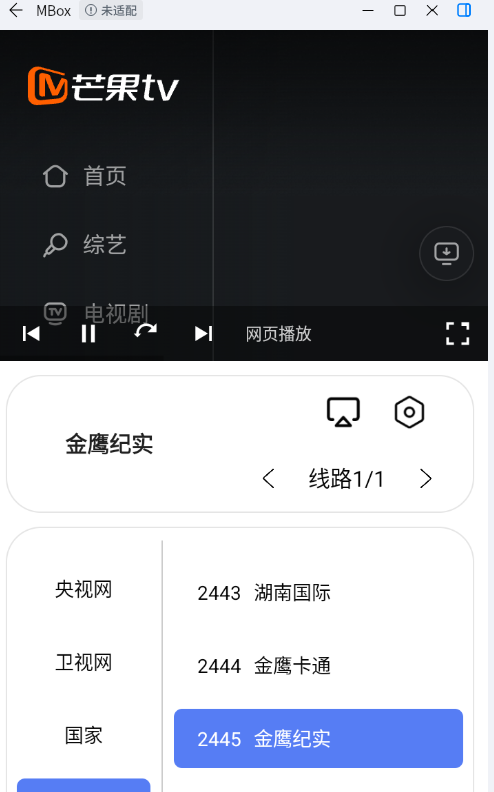 MBox
未适配
芒果tv
首页
综艺
电视剧
网页播放
金鹰纪实
线路1/1
央视网
卫视网
国家
2443 湖南国际
2444 金鹰卡通
2445 金鹰纪实